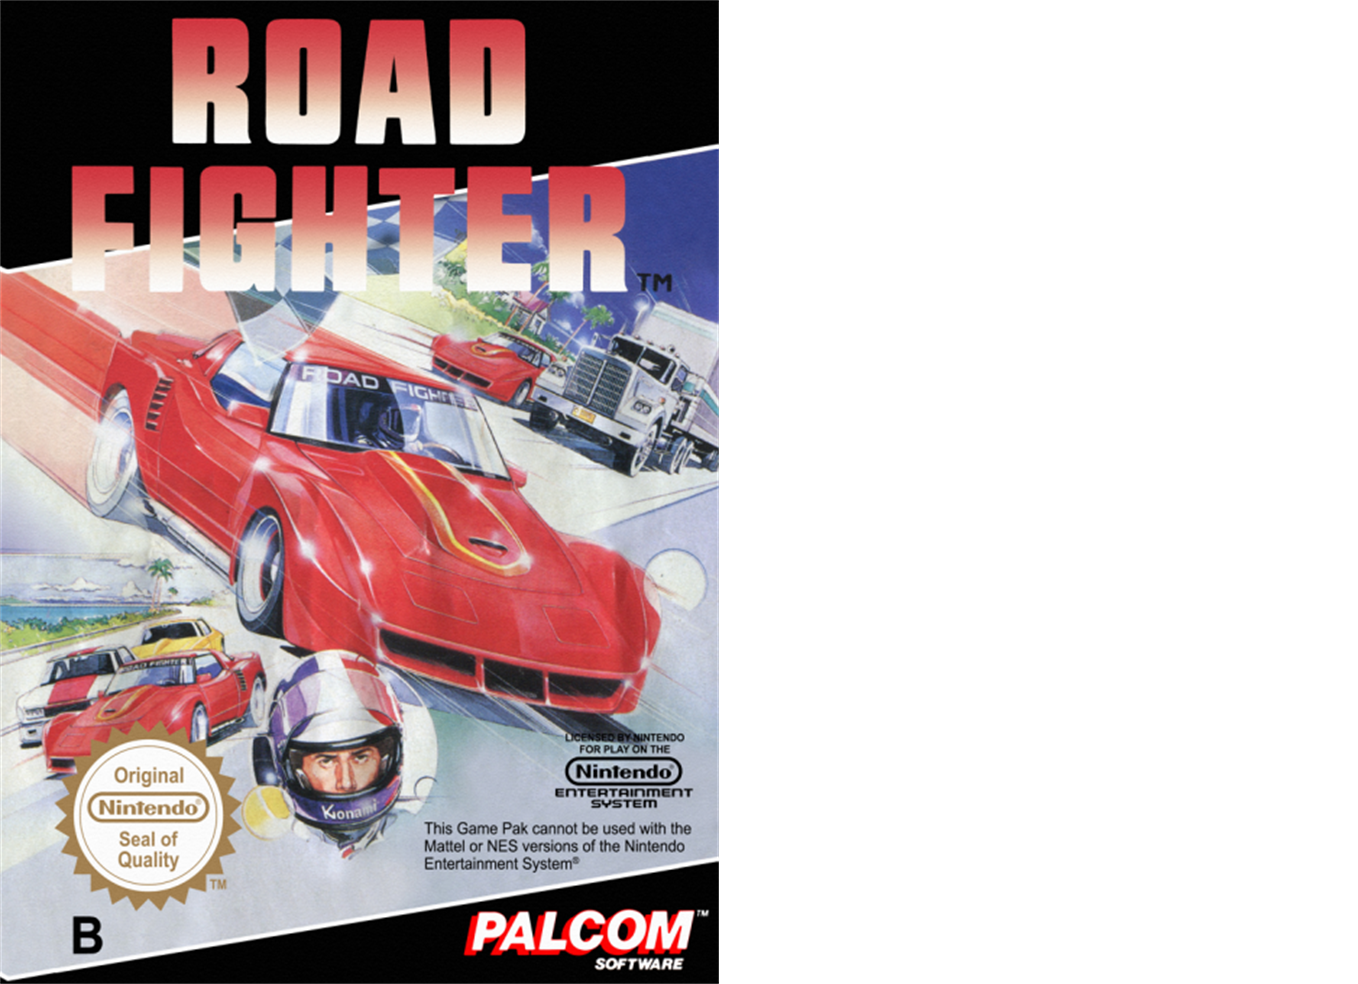 ROAD
FIGHTER
TM
ROAD FIGHTER
ROAD FIGHTER
Konami
LICENSED BY NINTENDO
FOR PLAY ON THE
Nintendo®
ENTERTAINMENT
SYSTEM
Original
Nintendo®
Seal of
Quality
TM
This Game Pak cannot be used with the
Mattel or NES versions of the Nintendo
Entertainment System®
B
PALCOM™
SOFTWARE